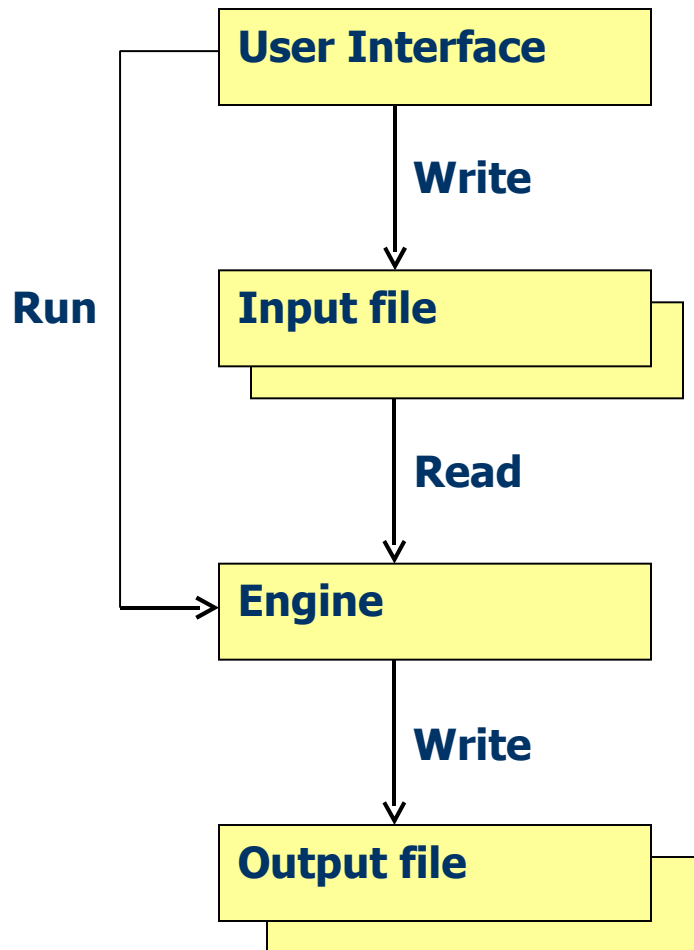 User Interface
Write
Run
Input file
Read
Engine
Write
Output file